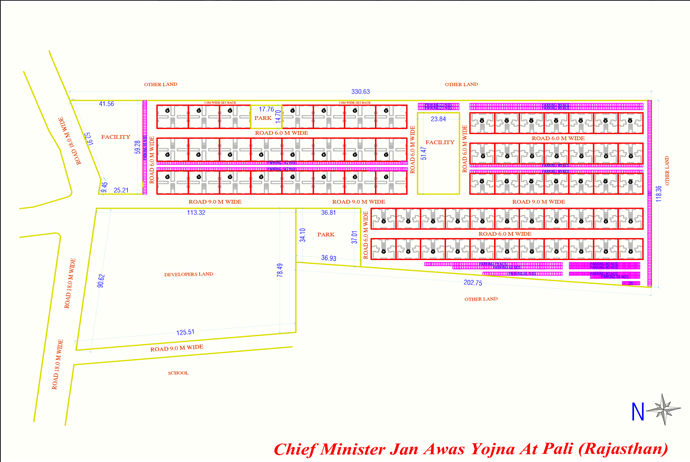 OTHER LAND
OTHER LAND
330.63
41.56
17.76
14.70
PARK
23.84
ROAD 18.0 M WIDE
52.91
FACILITY
59.28
ROAD 6.0 M WIDE
ROAD 6.0 M WIDE
ROAD 6.0 M WIDE
FACILITY
51.47
ROAD 6.0 M WIDE
ROAD 6.0 M WIDE
OTHER LAND
118.36
9.45
25.21
ROAD 9.0 M WIDE
ROAD 9.0 M WIDE
113.32
36.81
34.10
PARK
37.01
36.93
ROAD 6.0 M WIDE
ROAD 6.0 M WIDE
ROAD 18.0 M WIDE
90.62
DEVELOPERS LAND
78.49
202.75
OTHER LAND
125.51
ROAD 9.0 M WIDE
ROAD 18.0 M WIDE
SCHOOL
N
Chief Minister Jan Awas Yojna At Pali (Rajasthan)